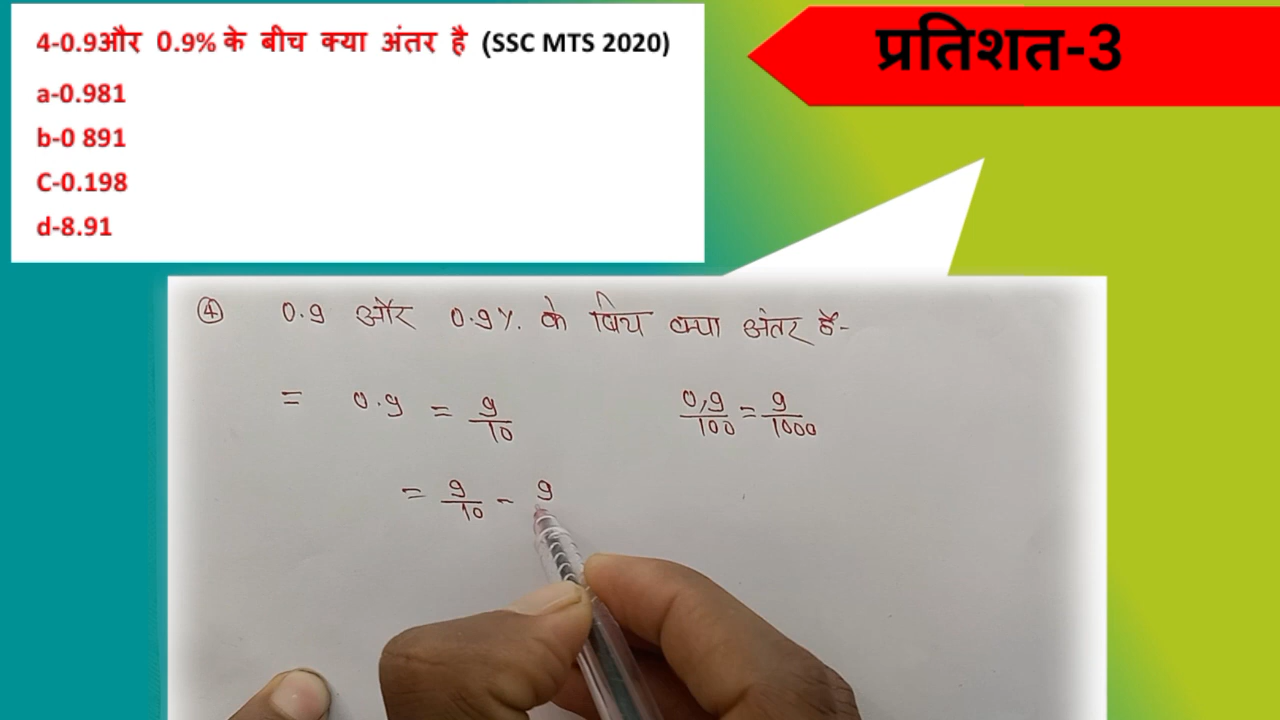 4-0.9और 0.9% के बीच क्या अंतर है (SSC MTS 2020)
a-0.981
b-0 891
C-0.198
d-8.91
प्रतिशत-3
④ 0.9 और 0.9%. के बिच क्या अंतर है-
= 0.9 = 9/10 0,9/100 = 9/1000
= 9/10 - 9